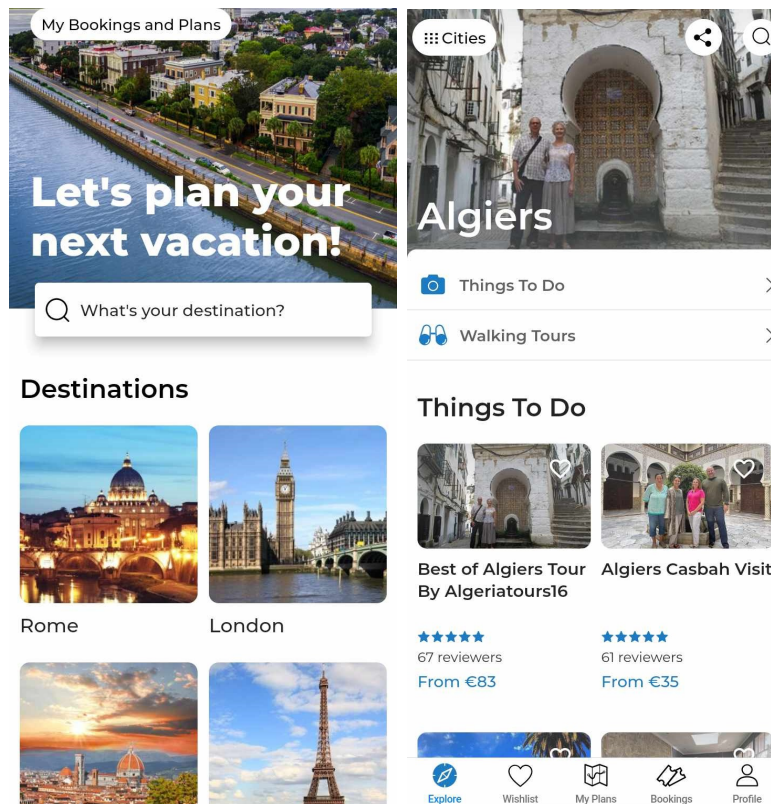 My Bookings and Plans
Let's plan your
next vacation!
What's your destination?
Destinations
Rome
London
Cities
Algiers
Things To Do
Walking Tours
Things To Do
Best of Algiers Tour
By Algeriatours16
67 reviewers
From €83
Algiers Casbah Visit
61 reviewers
From €35
Explore
Wishlist
My Plans
Bookings
Profile